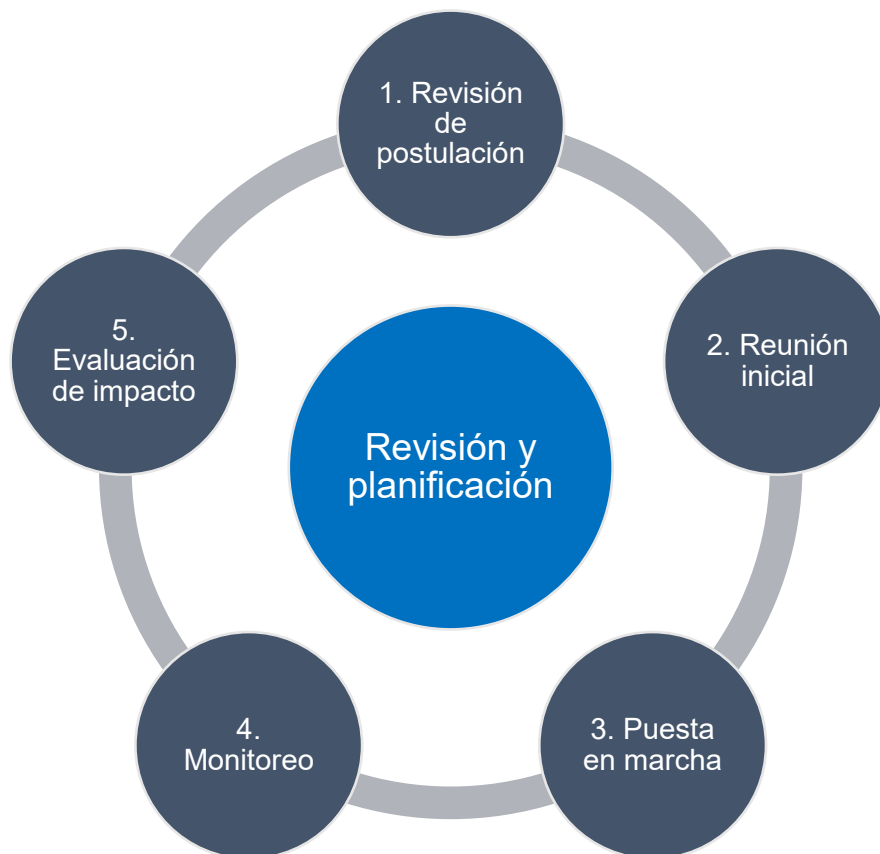 1. Revisión
de
postulación
2. Reunión
inicial
3. Puesta
en marcha
4.
Monitoreo
5.
Evaluación
de impacto
Revisión y
planificación